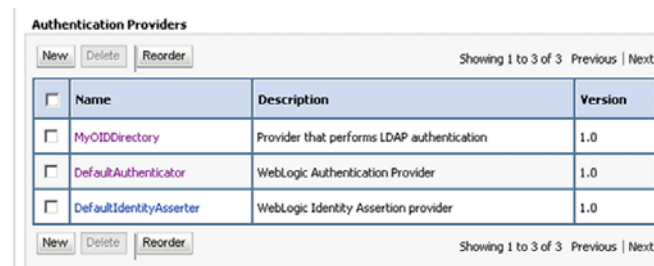 Authentication Providers
New Delete Reorder Showing 1 to 3 of 3 Previous | Next
Name Description Version
MyOIDDirectory Provider that performs LDAP authentication 1.0
DefaultAuthenticator WebLogic Authentication Provider 1.0
DefaultIdentityAsserter WebLogic Identity Assertion provider 1.0
New Delete Reorder Showing 1 to 3 of 3 Previous | Next